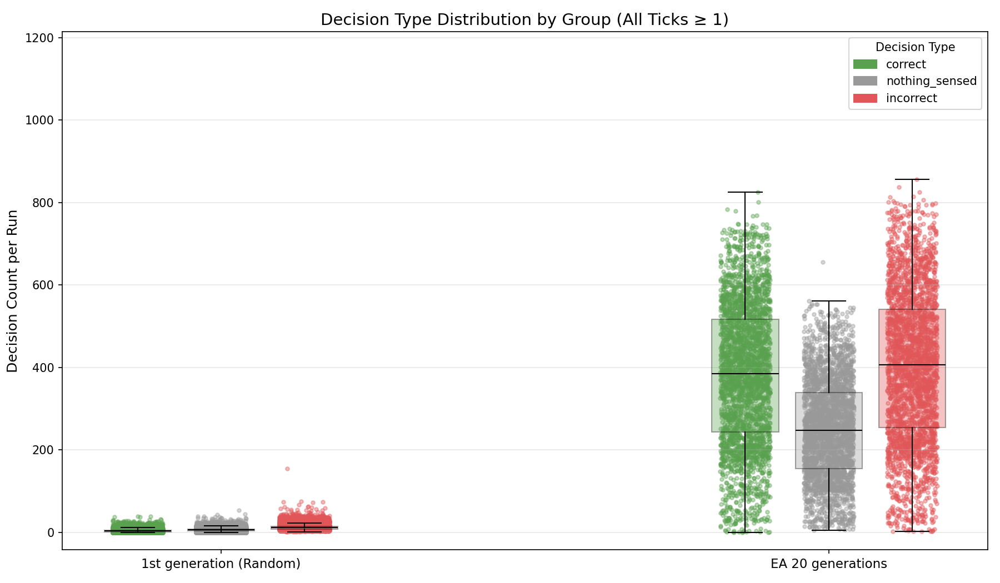 Decision Type Distribution by Group (All Ticks ≥ 1)
Decision Count per Run
1200
1000
800
600
400
200
0
Decision Type
correct
nothing_sensed
incorrect
1st generation (Random)
EA 20 generations